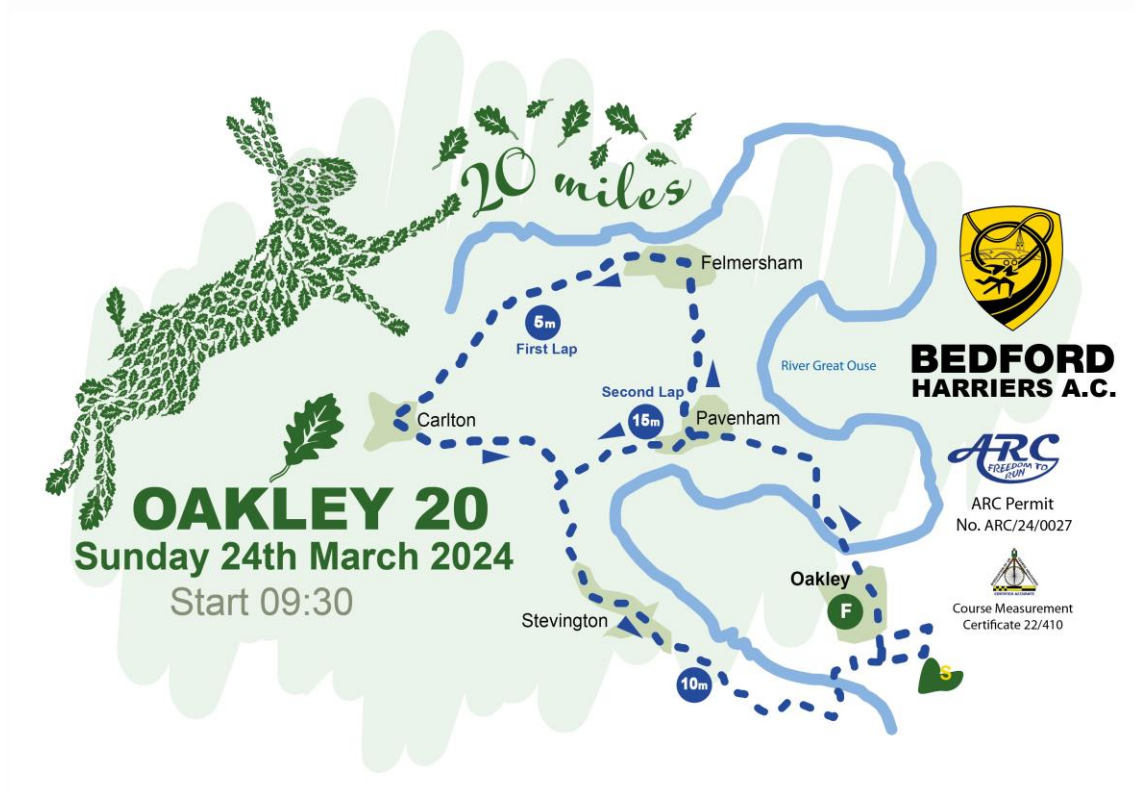 20 miles
Felmersham
5m
First Lap
River Great Ouse
BEDFORD
HARRIERS A.C.
Second Lap
15m
Pavenham
Carlton
ARC
FREEDOM TO
RUN
ARC Permit
No. ARC/24/0027
OAKLEY 20
Sunday 24th March 2024
Start 09:30
Oakley
F
Course Measurement
Certificate 22/410
Stevington
10m
S